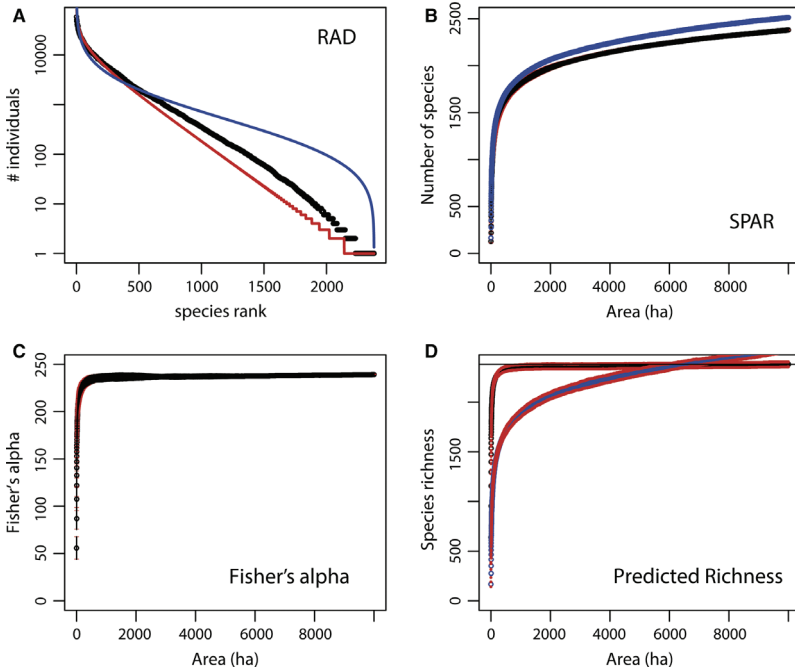 A
RAD
# individuals
10000
100
10
1
0
500
1000
1500
2000
species rank
B
SPAR
Number of species
2500
1500
500
0
0
2000
4000
6000
8000
Area (ha)
C
Fisher's alpha
Fisher's alpha
250
200
150
100
50
0
0
2000
4000
6000
8000
Area (ha)
D
Predicted Richness
Species richness
1500
500
0
0
2000
4000
6000
8000
Area (ha)